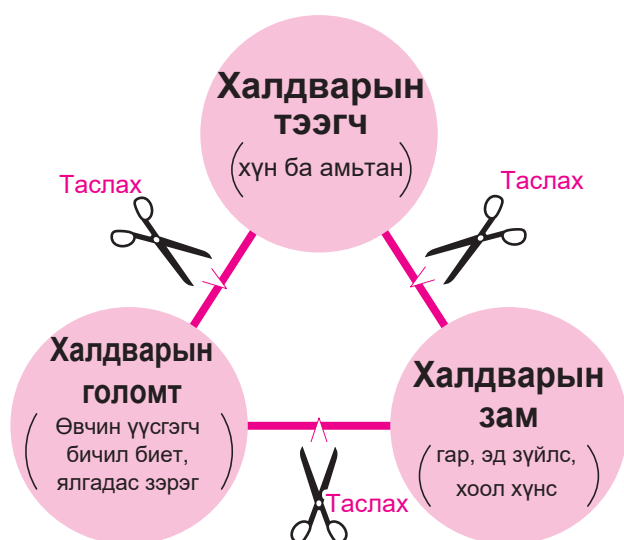 Халдварын
тээгч
(хүн ба амьтан)
Таслах
Таслах
Халдварын
голомт
(Өвчин үүсгэгч
бичил биет,
ялгадас зэрэг)
Халдварын
зам
(гар, эд зүйлс,
хоол хүнс)
Таслах